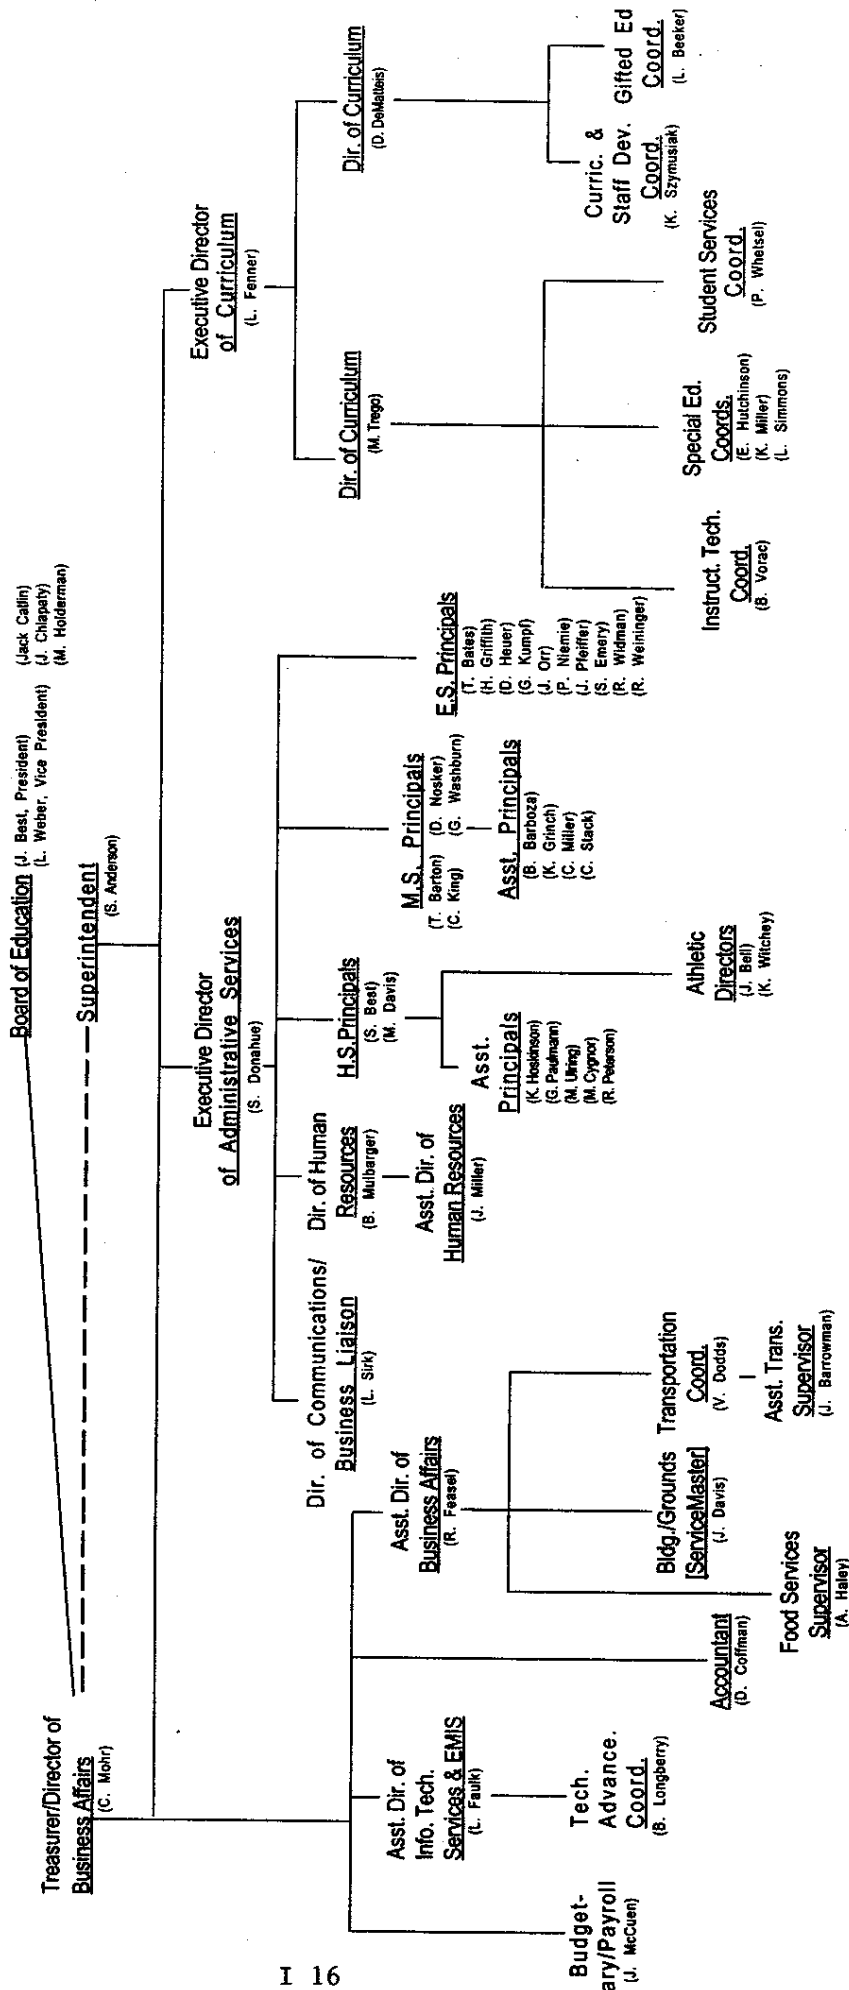 Board of Education (J. Best, President) (Jack Catlin)
(L. Weber, Vice President) (J. Chlapaty)
(M. Holderman)
Treasurer/Director of
Business Affairs
(C. Mohr)
Superintendent
(S. Anderson)
Executive Director
of Administrative Services
(S. Donahue)
Executive Director
of Curriculum
(L. Fenner)
Dir. of Communications/
Business Liaison
(L. Sirk)
Dir. of Human
Resources
(B. Mulbarger)
Asst. Dir. of
Human Resources
(J. Miller)
H.S. Principals
(S. Best)
(M. Davis)
Asst.
Principals
(K. Hoskinson)
(G. Paulmann)
(M. Ulring)
(M. Cygnor)
(R. Peterson)
Athletic
Directors
(J. Bell)
(K. Witchey)
M.S. Principals
(T. Barton) (D. Nosker)
(C. King) (G. Washburn)
Asst. Principals
(B. Barboza)
(K. Grinch)
(C. Miller)
(C. Stack)
E.S. Principals
(T. Bates)
(H. Griffith)
(D. Heuer)
(G. Kumpf)
(J. Orr)
(P. Niemie)
(J. Pfeiffer)
(S. Emery)
(R. Widman)
(R. Weininger)
Dir. of Curriculum
(M. Trego)
Instruct. Tech.
Coord.
(B. Vorac)
Special Ed.
Coords.
(E. Hutchinson)
(K. Miller)
(L. Simmons)
Student Services
Coord.
(P. Whetsel)
Dir. of Curriculum
(D. DeMatteis)
Curric. &
Staff Dev.
Coord.
(K. Szymusiak)
Gifted Ed
Coord.
(L. Beeker)
Budget-
ary/Payroll
(J. McCuen)
Asst. Dir. of
Info. Tech.
Services & EMIS
(L. Faulk)
Tech.
Advance.
Coord.
(B. Longberry)
Accountant
(D. Coffman)
Asst. Dir. of
Business Affairs
(R. Feasel)
Food Services
Supervisor
(A. Haley)
Bldg./Grounds
[ServiceMaster]
(J. Davis)
Transportation
Coord.
(V. Dodds)
Asst. Trans.
Supervisor
(J. Barrowman)
I 16